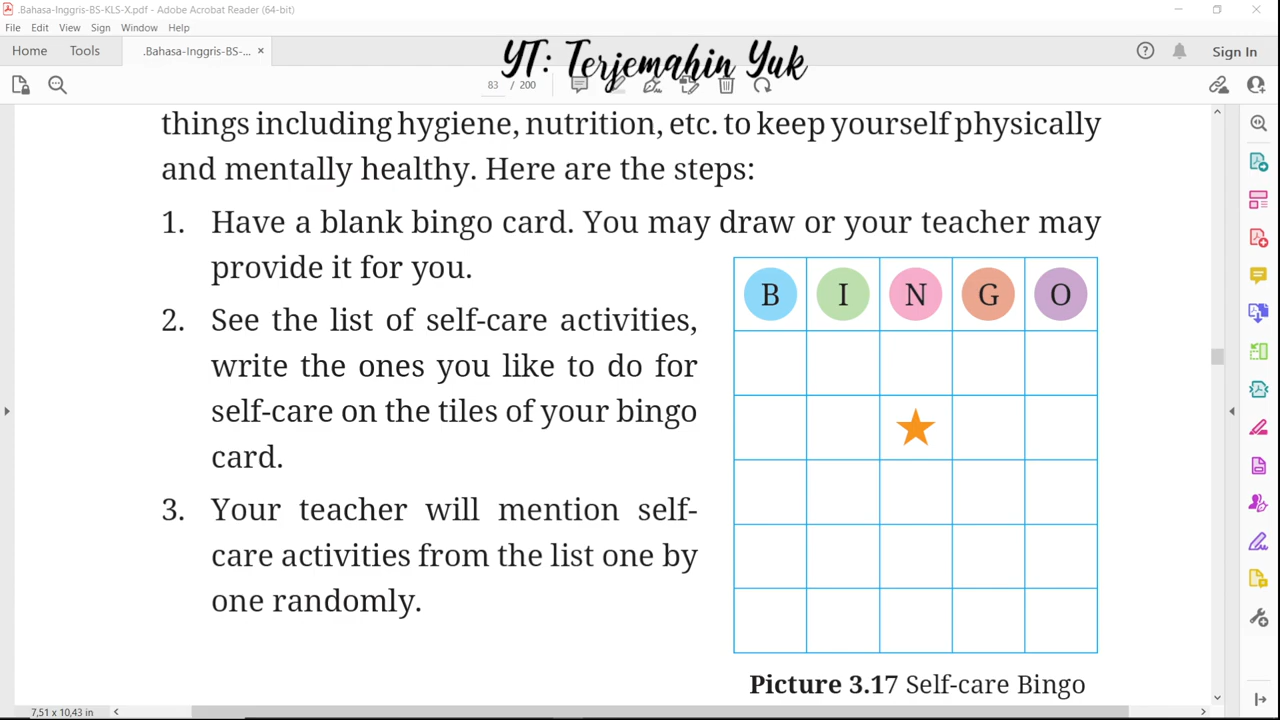 .Bahasa-Inggris-BS-KLS-X.pdf - Adobe Acrobat Reader (64-bit)
File Edit View Sign Window Help
Home Tools .Bahasa-Inggris-BS-... × Sign In
YT: Terjemahin Yuk
83 / 200
things including hygiene, nutrition, etc. to keep yourself physically
and mentally healthy. Here are the steps:
1. Have a blank bingo card. You may draw or your teacher may
provide it for you.
2. See the list of self-care activities,
write the ones you like to do for
self-care on the tiles of your bingo
card.
3. Your teacher will mention self-
care activities from the list one by
one randomly.
B I N G O
Picture 3.17 Self-care Bingo
7,51 x 10,43 in